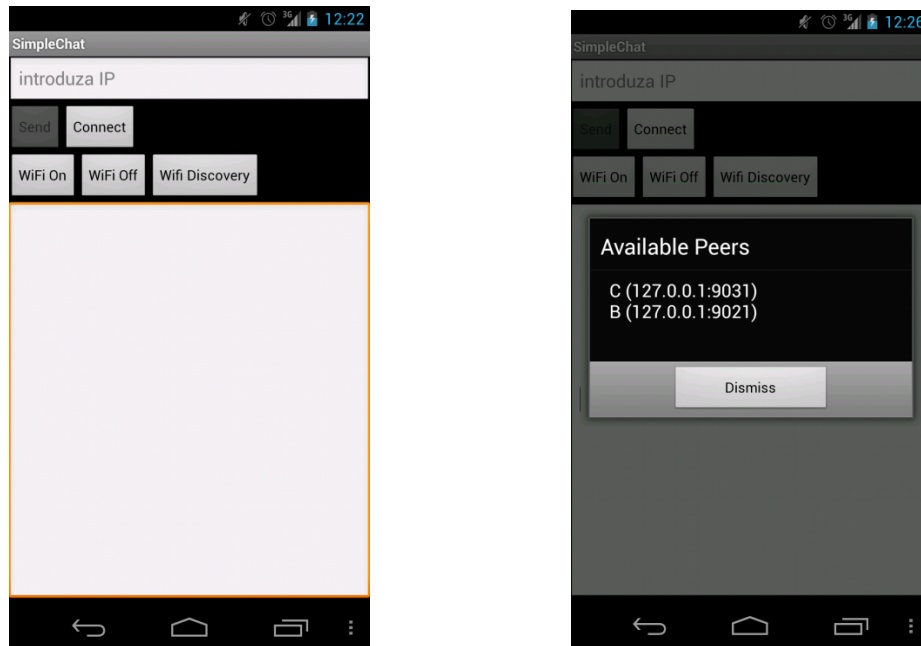 3G 12:22
SimpleChat
introduza IP
Send Connect
WiFi On WiFi Off Wifi Discovery
3G 12:26
SimpleChat
introduza IP
Send Connect
WiFi On WiFi Off Wifi Discovery
Available Peers
C (127.0.0.1:9031)
B (127.0.0.1:9021)
Dismiss